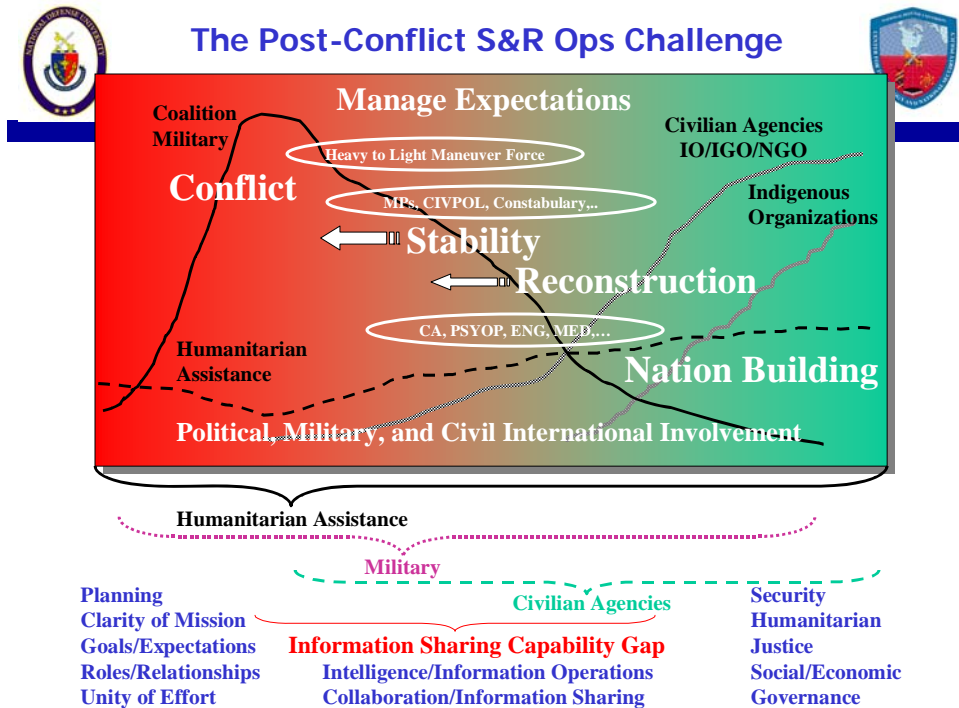 The Post-Conflict S&R Ops Challenge
NATIONAL DEFENSE UNIVERSITY
Manage Expectations
Coalition
Military
Civilian Agencies
IO/IGO/NGO
Heavy to Light Maneuver Force
Conflict
Indigenous
Organizations
MPs, CIVPOL, Constabulary,..
Stability
Reconstruction
CA, PSYOP, ENG, MED,…
Humanitarian
Assistance
Nation Building
Political, Military, and Civil International Involvement
Humanitarian Assistance
Military
Civilian Agencies
Planning
Clarity of Mission
Goals/Expectations
Roles/Relationships
Unity of Effort
Information Sharing Capability Gap
Intelligence/Information Operations
Collaboration/Information Sharing
Security
Humanitarian
Justice
Social/Economic
Governance